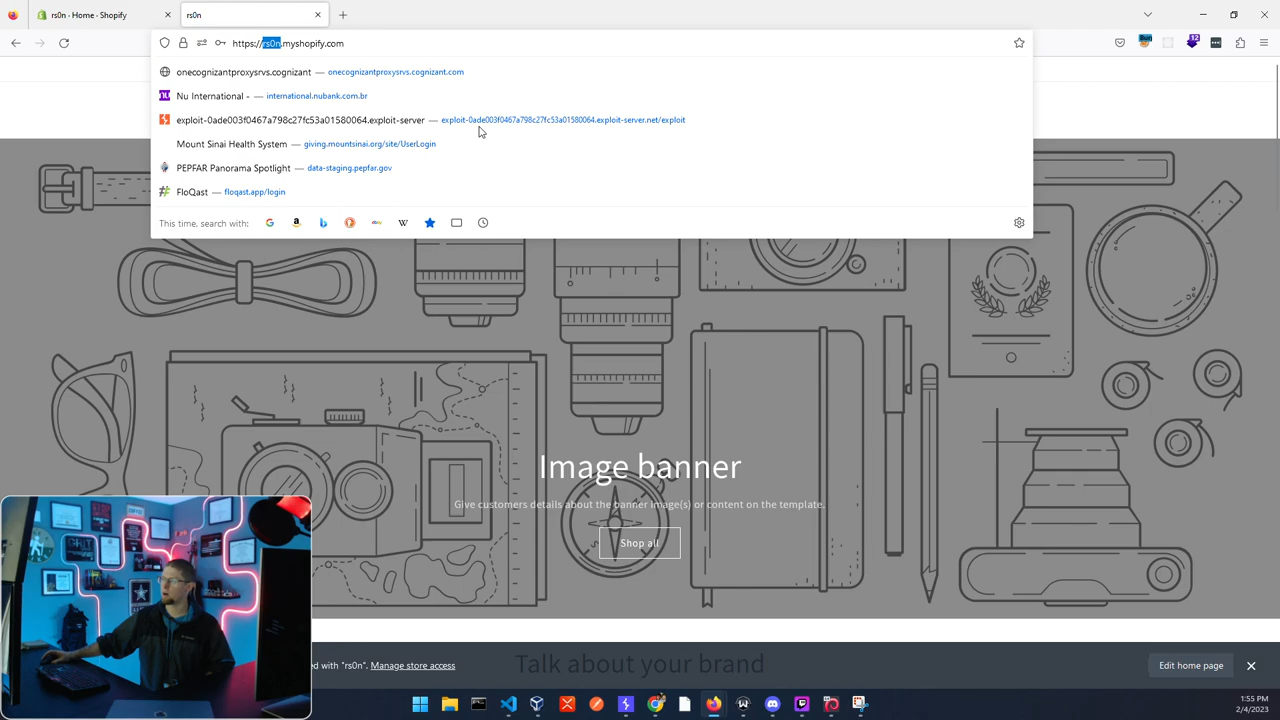 rs0n - Home - Shopify
rs0n
https://rs0n.myshopify.com
12
onecognizantproxysrvs.cognizant — onecognizantproxysrvs.cognizant.com
Nu International - — international.nubank.com.br
exploit-0ade003f0467a798c27fc53a01580064.exploit-server — exploit-0ade003f0467a798c27fc53a01580064.exploit-server.net/exploit
Mount Sinai Health System — giving.mountsinai.org/site/UserLogin
PEPFAR Panorama Spotlight — data-staging.pepfar.gov
FloQast — floqast.app/login
This time, search with:
Image banner
Give customers details about the banner image(s) or content on the template.
Shop all
Talk about your brand
ed with "rs0n". Manage store access
Edit home page
1:55 PM
2/4/2023